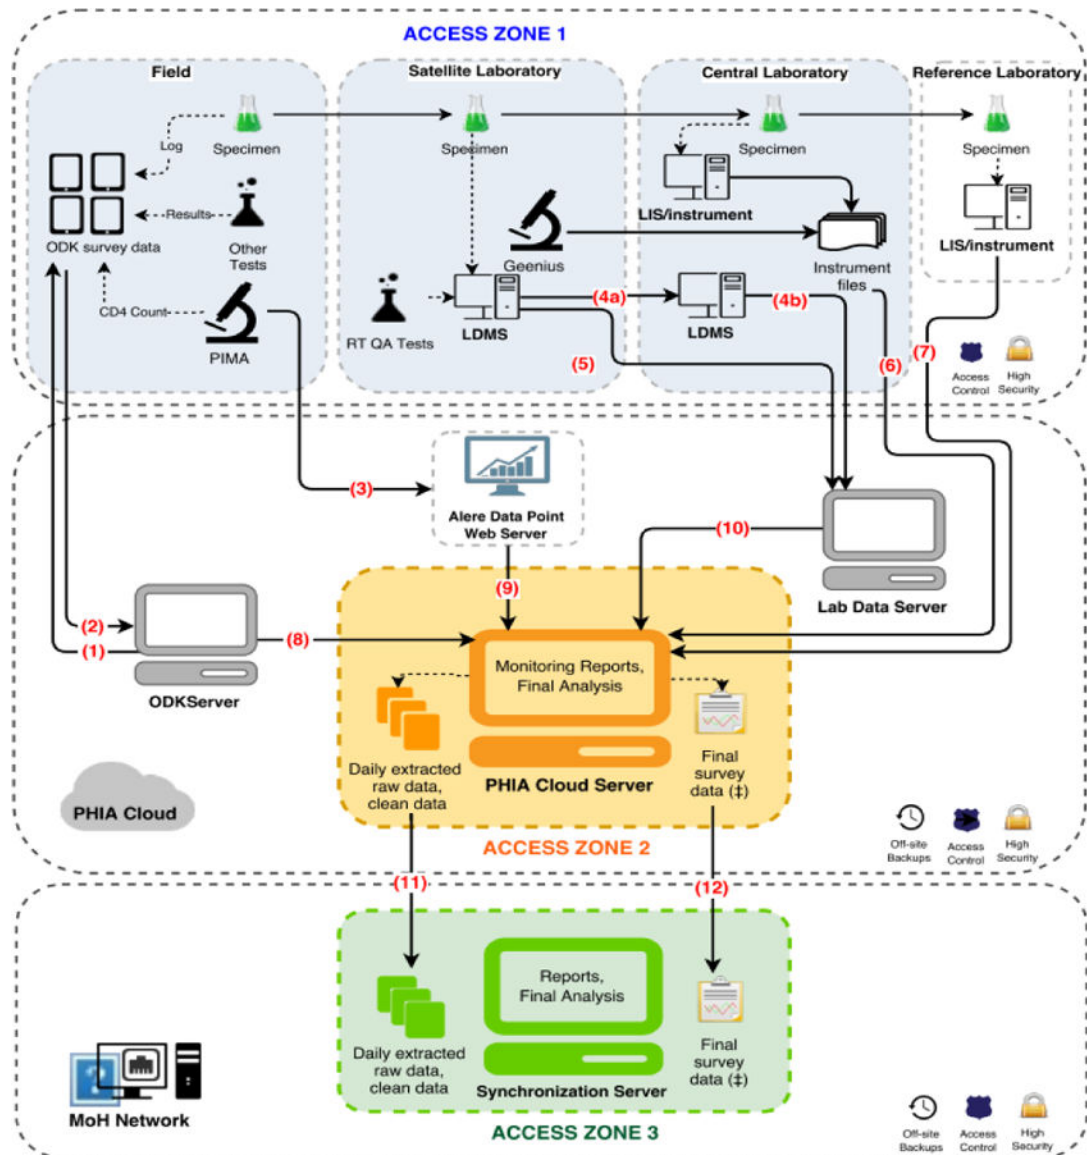 ACCESS ZONE 1
Field
Satellite Laboratory
Central Laboratory
Reference Laboratory
Log
Specimen
Specimen
Specimen
Specimen
Results
ODK survey data
Other
Tests
CD4 Count
PIMA
Geenius
RT QA Tests
LDMS
(4a)
LIS/instrument
Instrument
files
LDMS
(4b)
LIS/instrument
(5)
(6)
(7)
Access
Control
High
Security
(3)
Alere Data Point
Web Server
(9)
(10)
Lab Data Server
(2)
(1)
ODKServer
(8)
Monitoring Reports,
Final Analysis
PHIA Cloud Server
Daily extracted
raw data,
clean data
Final
survey
data (‡)
PHIA Cloud
ACCESS ZONE 2
Off-site
Backups
Access
Control
High
Security
(11)
(12)
Reports,
Final Analysis
Synchronization Server
Daily extracted
raw data,
clean data
Final
survey
data (‡)
?
MoH Network
ACCESS ZONE 3
Off-site
Backups
Access
Control
High
Security